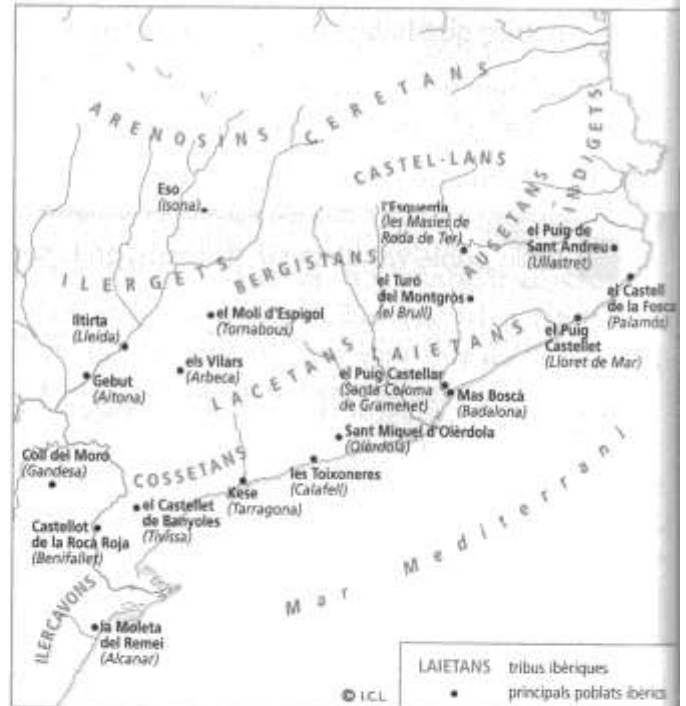 ARENOSINS
CERETANS
CASTEL·LANS
INDIGETS
AUSETANS
Eso
(Isona)
l'Esquerda
(les Masies de
Roda de Ter)
el Puig de
Sant Andreu
(Ullastret)
ILERGETS
BERGISTANS
el Turó
del Montgròs
(el Brull)
el Castell
de la Fosca
(Palamós)
Iltirta
(Lleida)
el Molí d'Espígol
(Tornabous)
el Puig
Castellet
(Lloret de Mar)
LAIETANS
els Vilars
(Arbeca)
Gebut
(Aitona)
LACETANS
el Puig Castellar
(Santa Coloma
de Gramenet)
Mas Boscà
(Badalona)
Sant Miquel d'Olèrdola
(Olèrdola)
Coll del Moro
(Gandesa)
COSSETANS
les Toixoneres
(Calafell)
Kese
(Tarragona)
el Castellet
de Banyoles
(Tivissa)
Castellot
de la Roca Roja
(Benifallet)
Mar Mediterrani
ILERCAVONS
la Moleta
del Remei
(Alcanar)
LAIETANS tribus ibèriques
• principals poblats ibèrics
© I.C.L.